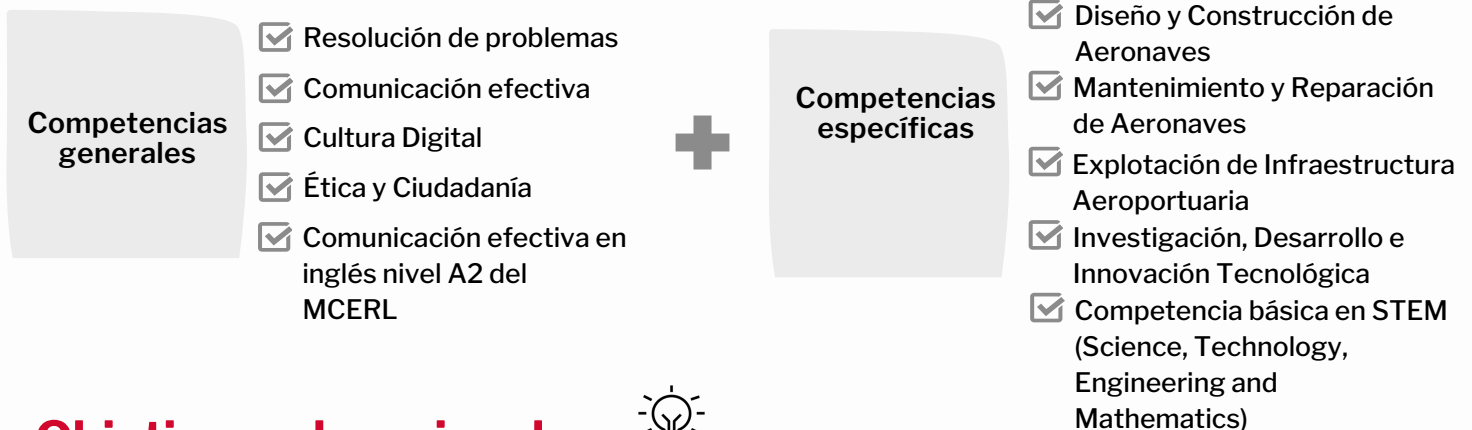 Competencias
generales
Resolución de problemas
Comunicación efectiva
Cultura Digital
Ética y Ciudadanía
Comunicación efectiva en
inglés nivel A2 del
MCERL
Competencias
específicas
Diseño y Construcción de
Aeronaves
Mantenimiento y Reparación
de Aeronaves
Explotación de Infraestructura
Aeroportuaria
Investigación, Desarrollo e
Innovación Tecnológica
Competencia básica en STEM
(Science, Technology,
Engineering and
Mathematics)